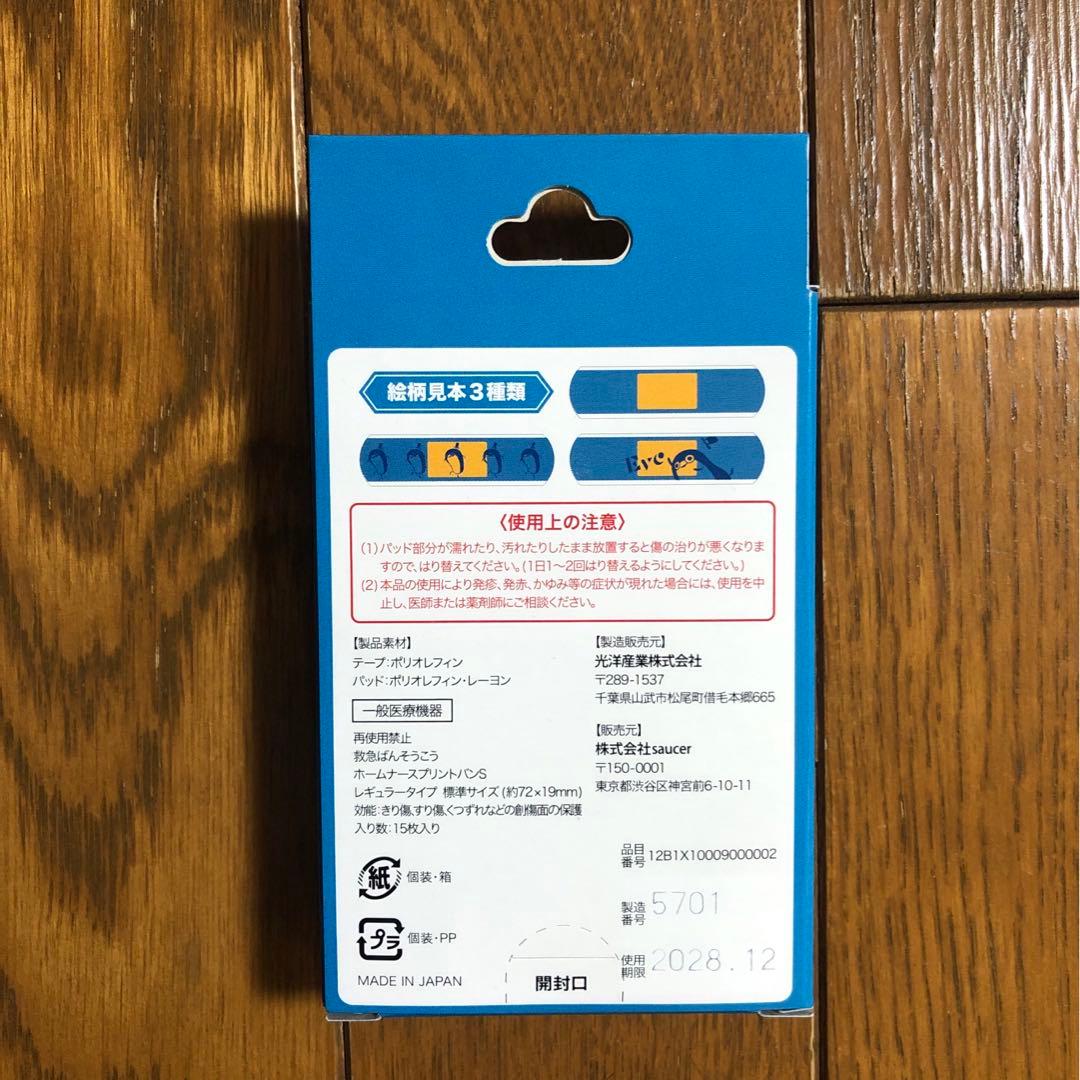 絵柄見本3種類
Eve
〈使用上の注意〉
(1)パッド部分が濡れたり、汚れたりしたまま放置すると傷の治りが悪くなりま
すので、はり替えてください。(1日1〜2回はり替えるようにしてください。)
(2)本品の使用により発疹、発赤、かゆみ等の症状が現れた場合には、使用を中
止し、医師または薬剤師にご相談ください。
【製品素材】
テープ:ポリオレフィン
パッド:ポリオレフィン・レーヨン
一般医療機器
再使用禁止
救急ばんそうこう
ホームナースプリントバンS
レギュラータイプ 標準サイズ(約72×19mm)
効能:きり傷、すり傷、くつずれなどの創傷面の保護
入り数:15枚入り
紙 個装・箱
プラ 個装・PP
MADE IN JAPAN
【製造販売元】
光洋産業株式会社
〒289-1537
千葉県山武市松尾町借毛本郷665
【販売元】
株式会社saucer
〒150-0001
東京都渋谷区神宮前6-10-11
品目番号 12B1X10009000002
製造番号 5701
使用期限 2028.12
開封口